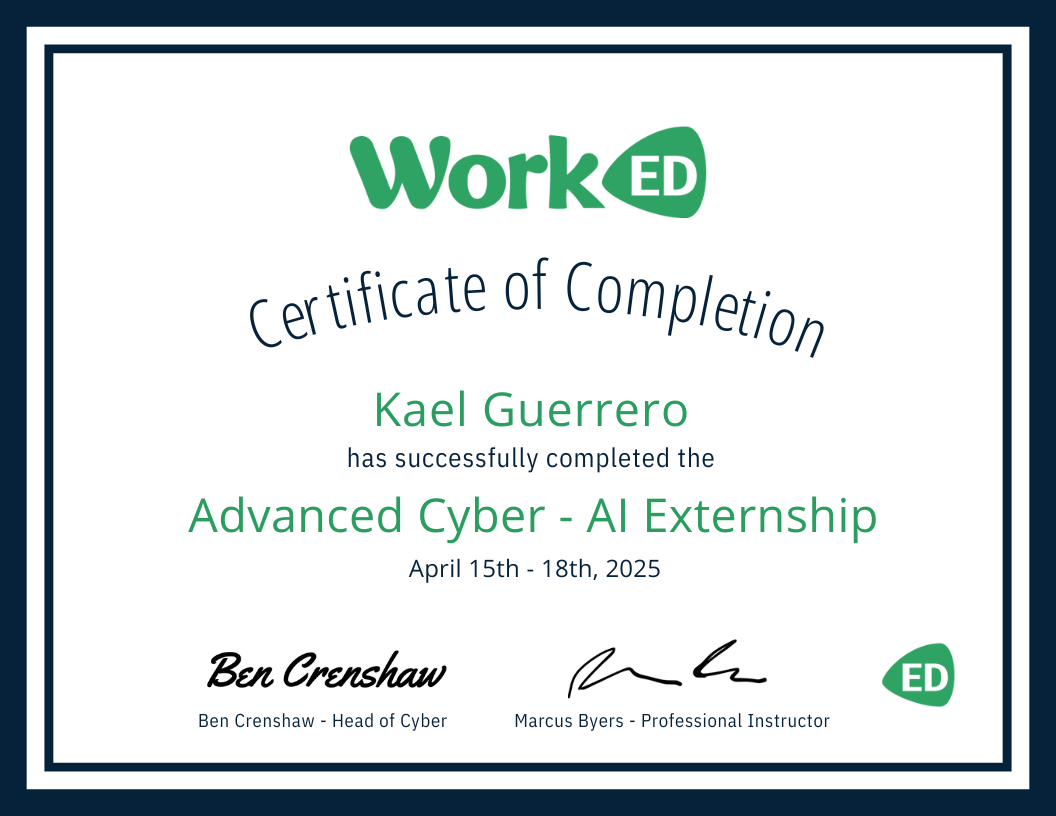 WorkED
Certificate of Completion
Kael Guerrero
has successfully completed the
Advanced Cyber - AI Externship
April 15th - 18th, 2025
Ben Crenshaw
Ben Crenshaw - Head of Cyber
Marcus Byers - Professional Instructor
ED